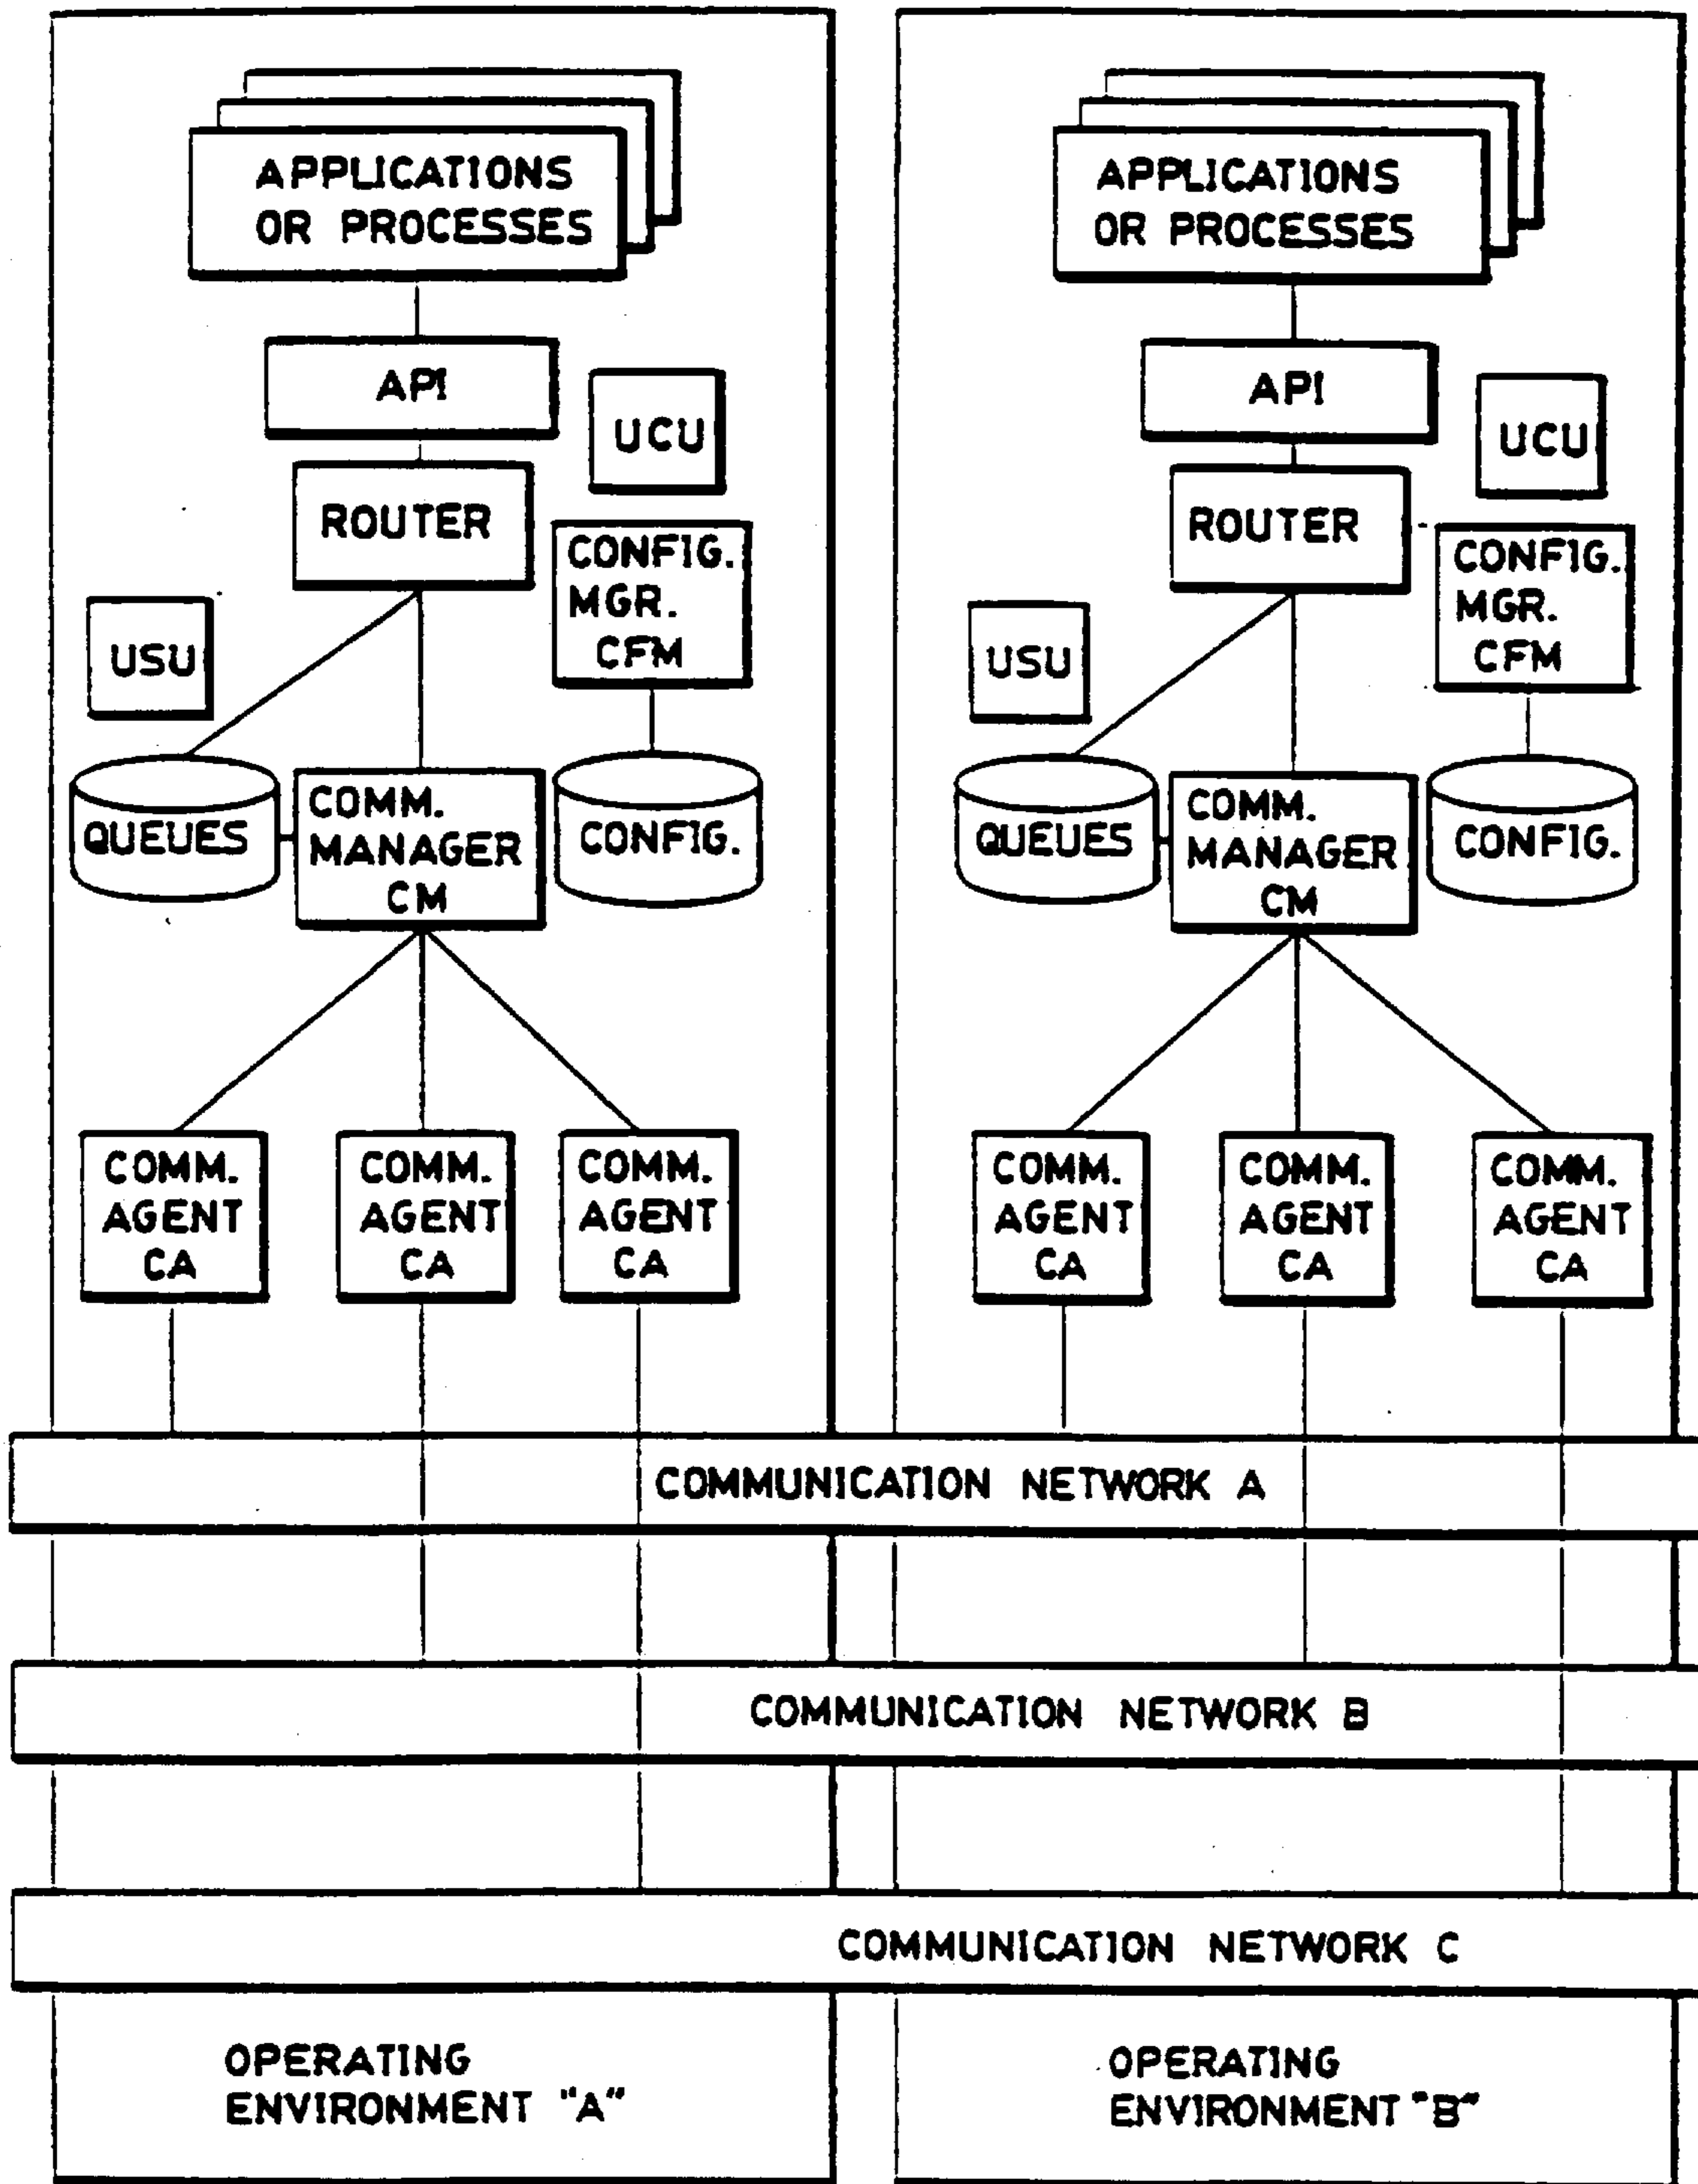 APPLICATIONS
OR PROCESSES
API
UCU
ROUTER
CONFIG.
MGR.
CFM
USU
QUEUES
COMM.
MANAGER
CM
CONFIG.
COMM.
AGENT
CA
COMM.
AGENT
CA
COMM.
AGENT
CA
APPLICATIONS
OR PROCESSES
API
UCU
ROUTER
CONFIG.
MGR.
CFM
USU
QUEUES
COMM.
MANAGER
CM
CONFIG.
COMM.
AGENT
CA
COMM.
AGENT
CA
COMM.
AGENT
CA
COMMUNICATION NETWORK A
COMMUNICATION NETWORK B
COMMUNICATION NETWORK C
OPERATING
ENVIRONMENT "A"
OPERATING
ENVIRONMENT "B"